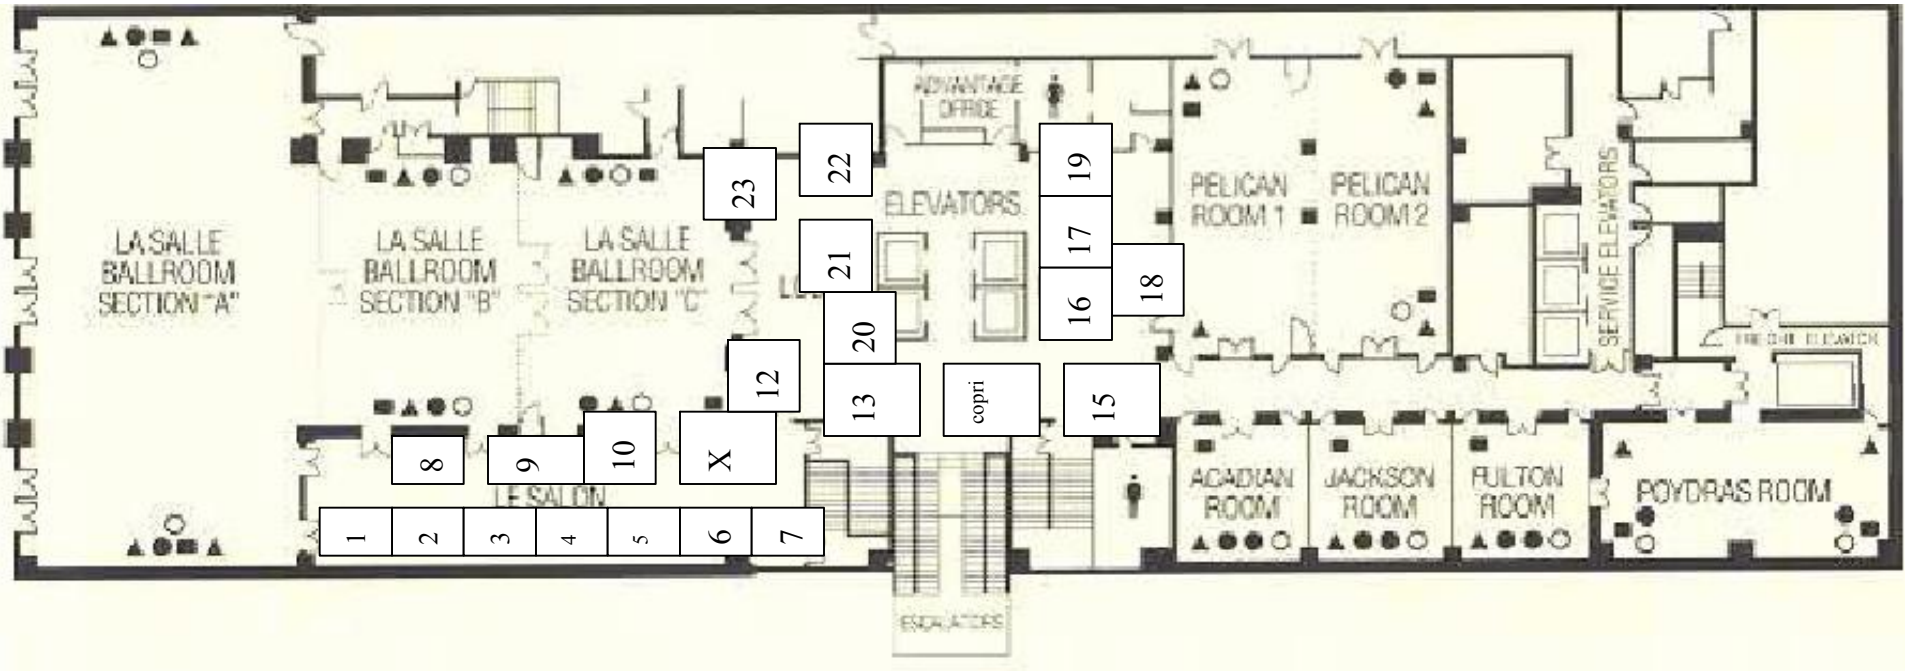 ADVANTAGE
OFFICE
22
19
23
ELEVATORS
PELICAN
ROOM 1
PELICAN
ROOM 2
SERVICE ELEVATORS
LA SALLE
BALLROOM
SECTION "A"
LA SALLE
BALLROOM
SECTION "B"
LA SALLE
BALLROOM
SECTION "C"
21
17
18
20
16
12
13
copri
15
8
9
10
X
LE SALON
1
2
3
4
5
6
7
ACADIAN
ROOM
JACKSON
ROOM
FULTON
ROOM
POYDRAS ROOM
ESCALATORS